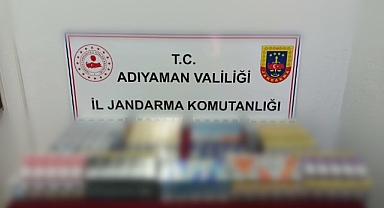 T.C.
ADIYAMAN VALİLİĞİ
İL JANDARMA KOMUTANLIĞI